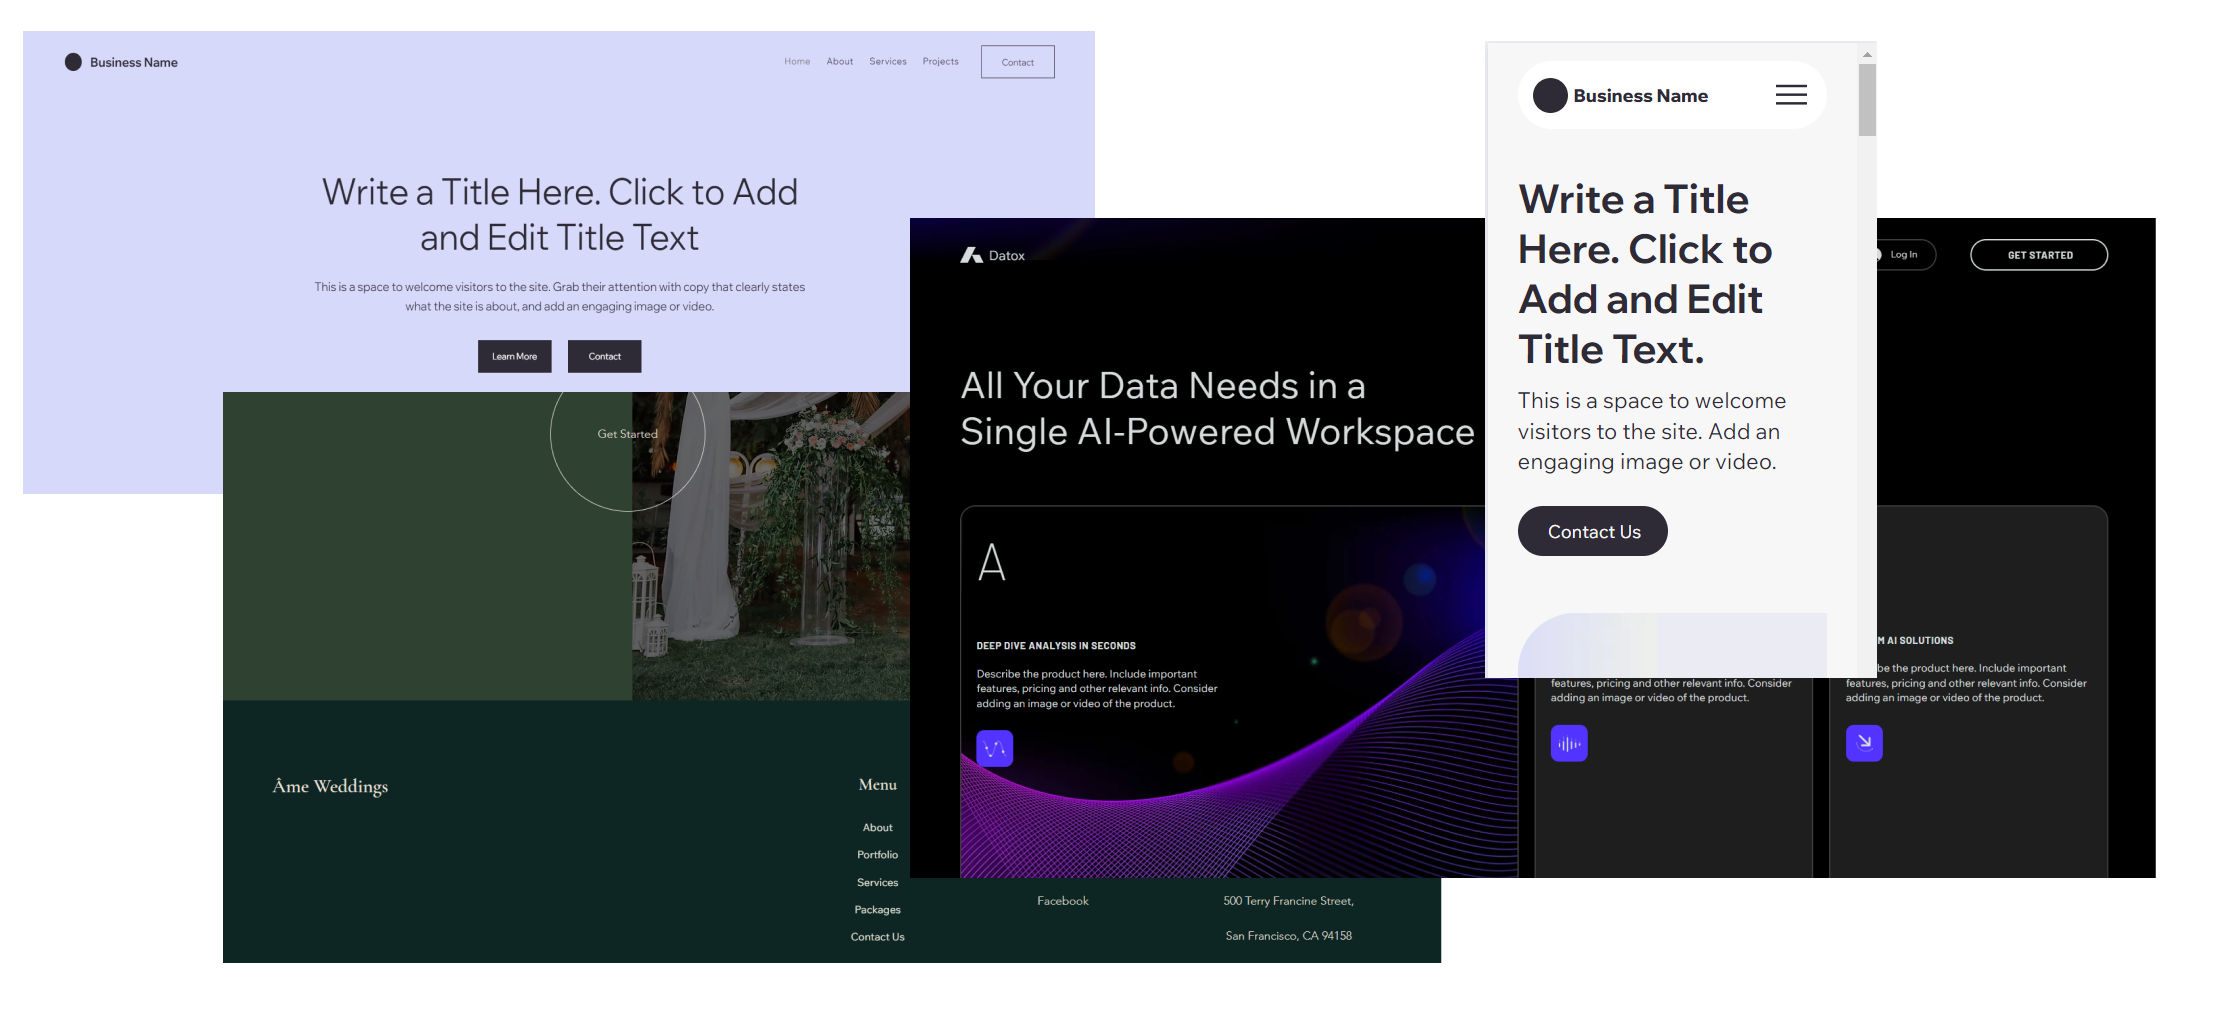 Business Name
Home About Services Projects Contact
Write a Title Here. Click to Add
and Edit Title Text
This is a space to welcome visitors to the site. Grab their attention with copy that clearly states
what the site is about, and add an engaging image or video.
Learn More Contact
Get Started
Âme Weddings
Menu
About
Portfolio
Services
Packages
Contact Us
Facebook
500 Terry Francine Street,
San Francisco, CA 94158
Datox
Log In
GET STARTED
All Your Data Needs in a
Single AI-Powered Workspace
A
DEEP DIVE ANALYSIS IN SECONDS
Describe the product here. Include important
features, pricing and other relevant info. Consider
adding an image or video of the product.
features, pricing and other relevant info. Consider
adding an image or video of the product.
M AI SOLUTIONS
be the product here. Include important
features, pricing and other relevant info. Consider
adding an image or video of the product.
Business Name
Write a Title
Here. Click to
Add and Edit
Title Text.
This is a space to welcome
visitors to the site. Add an
engaging image or video.
Contact Us